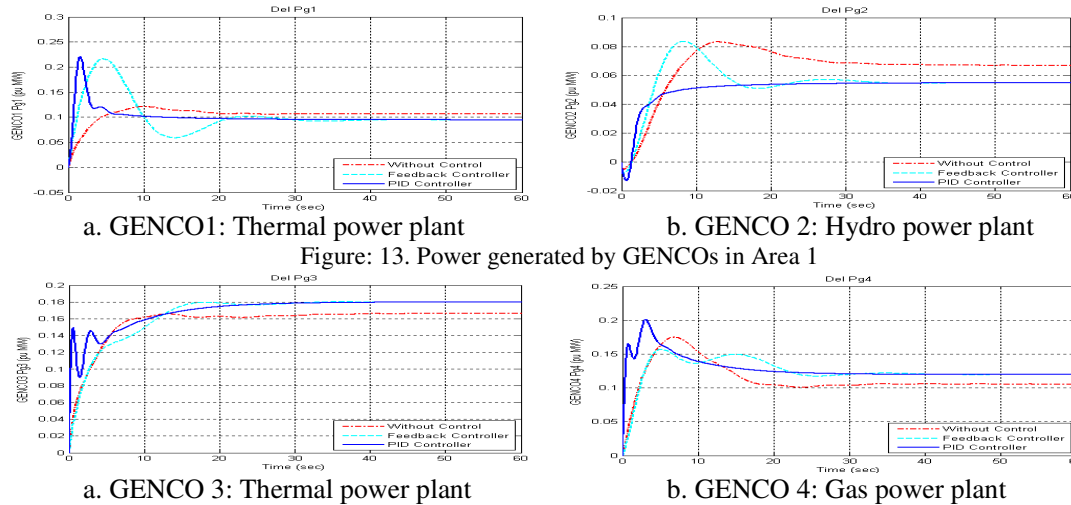 Del Pg1
0.3
0.25
0.2
0.15
0.1
0.05
0
-0.05
GENCO1 Pg1 (pu MW)
0 10 20 30 40 50 60
Time (sec)
Without Control
Feedback Controller
PID Controller
a. GENCO1: Thermal power plant
Del Pg2
0.1
0.08
0.06
0.04
0.02
0
-0.02
GENCO2 Pg2 (pu MW)
0 10 20 30 40 50 60
Time (sec)
Without Control
Feedback Controller
PID Controller
b. GENCO 2: Hydro power plant
Figure: 13. Power generated by GENCOs in Area 1
Del Pg3
0.2
0.18
0.16
0.14
0.12
0.1
0.08
0.06
0.04
0.02
0
GENCO3 Pg3 (pu MW)
0 10 20 30 40 50 60
Time (sec)
Without Control
Feedback Controller
PID Controller
a. GENCO 3: Thermal power plant
Del Pg4
0.25
0.2
0.15
0.1
0.05
0
GENCO4 Pg4 (pu MW)
0 10 20 30 40 50 60
Time (sec)
Without Control
Feedback Controller
PID Controller
b. GENCO 4: Gas power plant